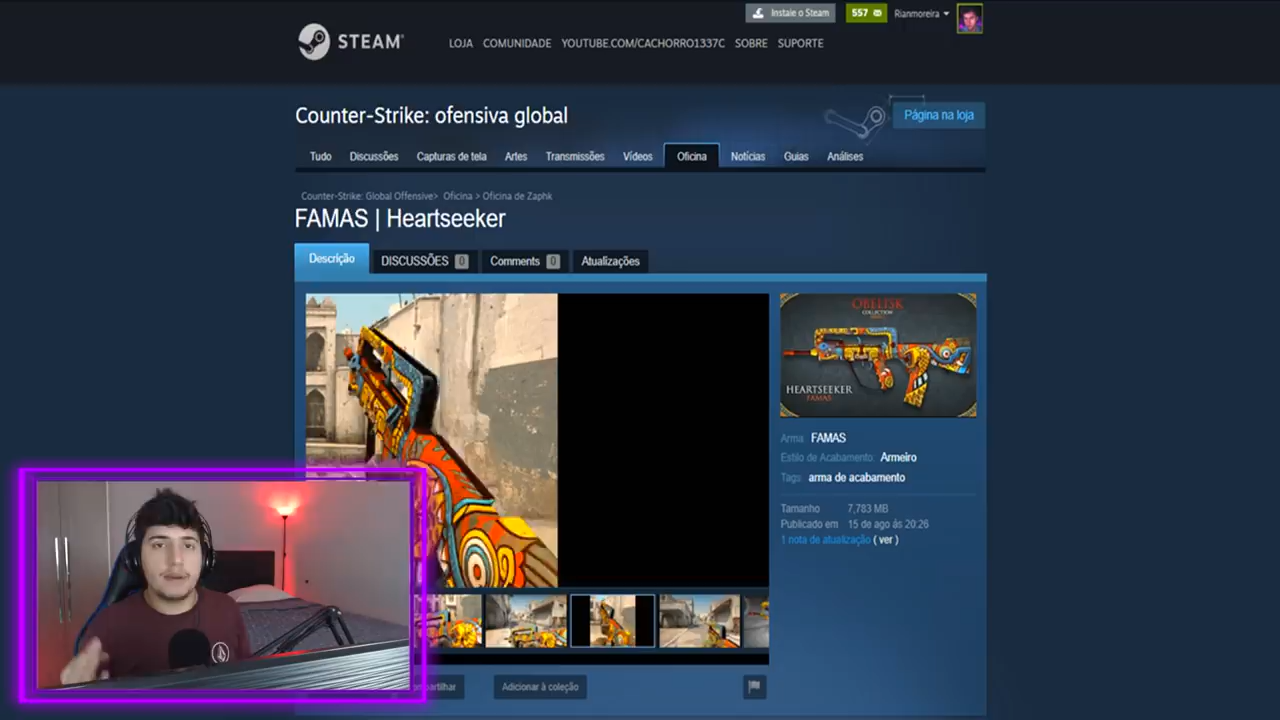 Instale o Steam
557
Rianmoreira
STEAM
LOJA COMUNIDADE YOUTUBE.COM/CACHORRO1337C SOBRE SUPORTE
Counter-Strike: ofensiva global
Página na loja
Tudo Discussões Capturas de tela Artes Transmissões Vídeos Oficina Notícias Guias Análises
Counter-Strike: Global Offensive> Oficina > Oficina de Zaphk
FAMAS | Heartseeker
Descrição DISCUSSÕES 0 Comments 0 Atualizações
OBELISK
COLLECTION
HEARTSEEKER
FAMAS
Arma FAMAS
Estilo de Acabamento: Armeiro
Tags: arma de acabamento
Tamanho 7,783 MB
Publicado em 15 de ago ás 20:26
1 nota de atualização ( ver )
Adicionar à coleção